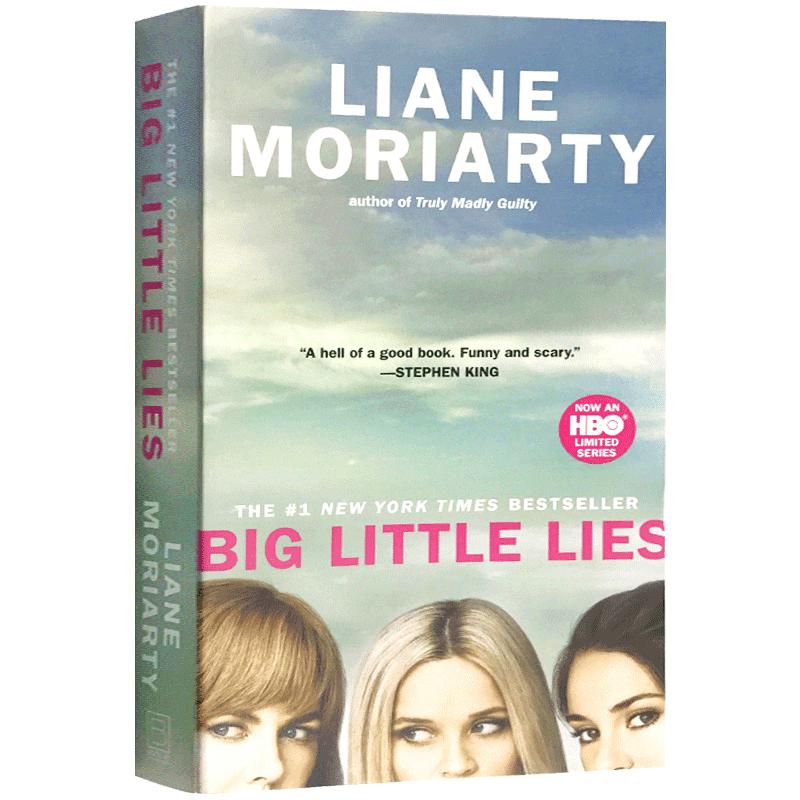 LIANE
MORIARTY
author of Truly Madly Guilty
“A hell of a good book. Funny and scary.”
—STEPHEN KING
NOW AN
HBO®
LIMITED
SERIES
THE #1 NEW YORK TIMES BESTSELLER
BIG LITTLE LIES
THE #1 NEW YORK TIMES BESTSELLER
BIG LITTLE LIES
LIANE
MORIARTY